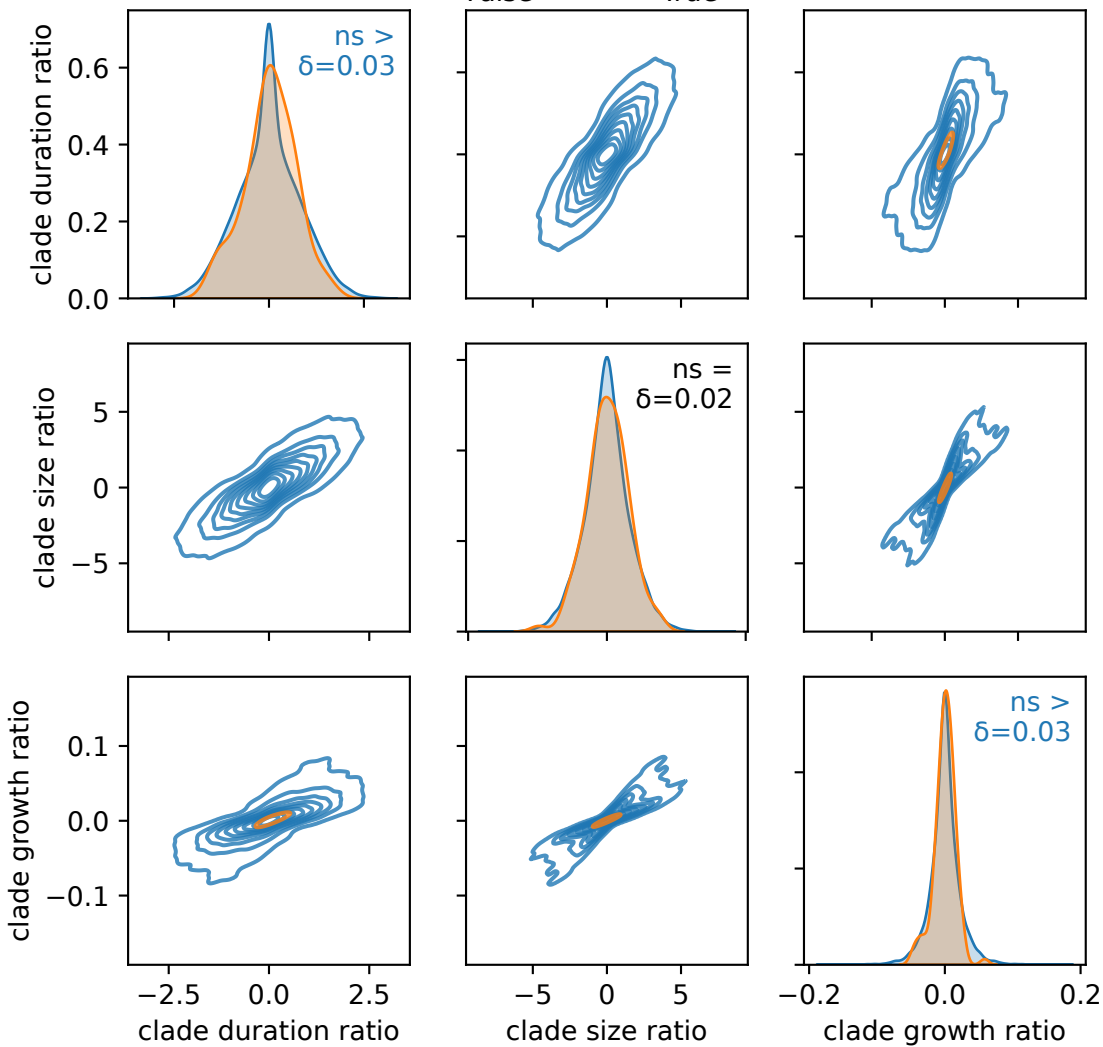 clade duration ratio
0.6
0.4
0.2
0.0
ns >
δ=0.03
clade size ratio
5
0
−5
ns =
δ=0.02
clade growth ratio
0.1
0.0
−0.1
ns >
δ=0.03
−2.5
0.0
2.5
clade duration ratio
−5
0
5
clade size ratio
−0.2
0.0
0.2
clade growth ratio